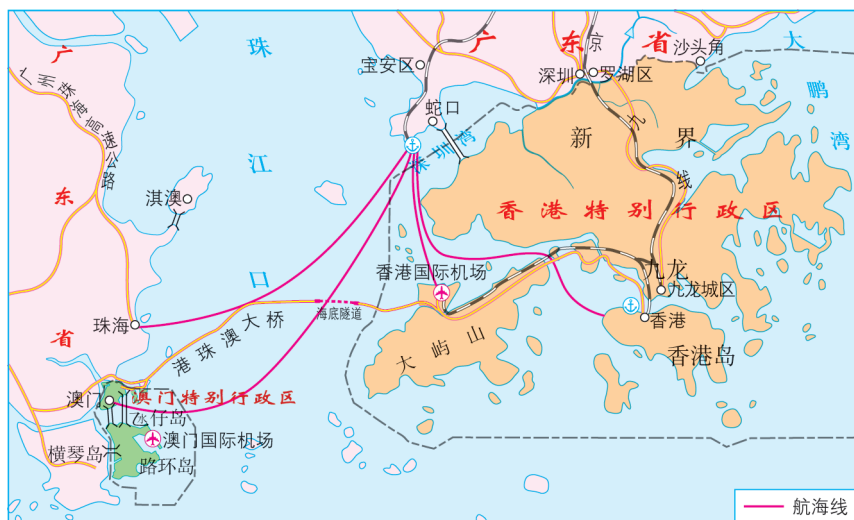 广东省
广东省
珠江口
大鹏湾
深圳湾
广州珠海高速公路
京九线
宝安区
蛇口
深圳
罗湖区
沙头角
新界
淇澳
香港特别行政区
香港国际机场
九龙
九龙城区
海底隧道
珠海
港珠澳大桥
大屿山
香港
香港岛
澳门
澳门特别行政区
氹仔岛
澳门国际机场
横琴岛
路环岛
航海线